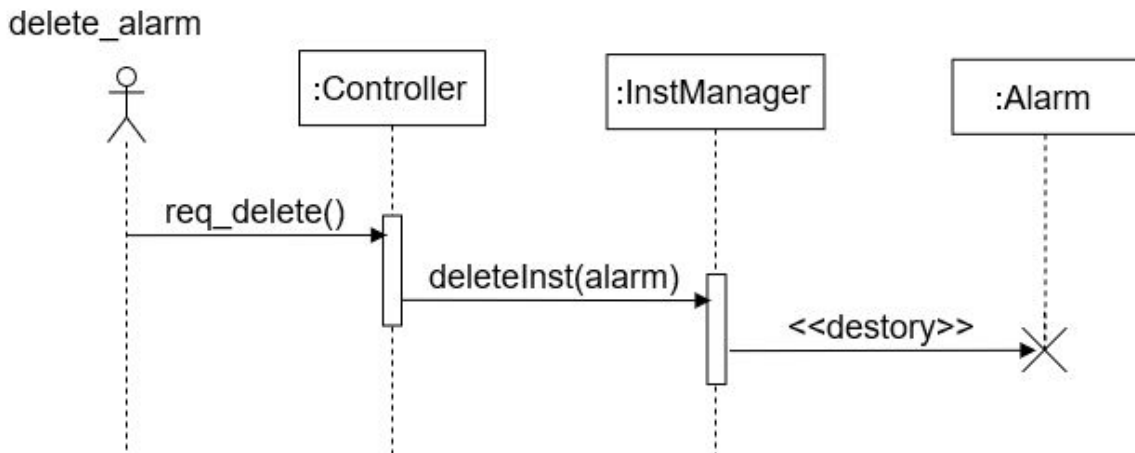 delete_alarm
:Controller
:InstManager
:Alarm
req_delete()
deleteInst(alarm)
<<destory>>